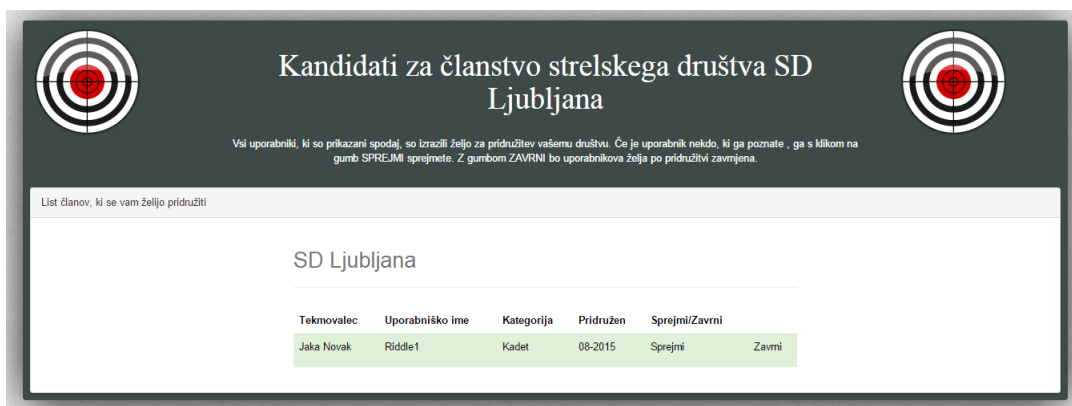 Kandidati za članstvo strelskega društva SD
Ljubljana
Vsi uporabniki, ki so prikazani spodaj, so izrazili željo za pridružitev vašemu društvu. Če je uporabnik nekdo, ki ga poznate , ga s klikom na
gumb SPREJMI sprejmete. Z gumbom ZAVRNI bo uporabnikova želja po pridružitvi zavrnjena.
List članov, ki se vam želijo pridružiti
SD Ljubljana
Tekmovalec Uporabniško ime Kategorija Pridružen Sprejmi/Zavrni
Jaka Novak Riddle1 Kadet 08-2015 Sprejmi Zavrni